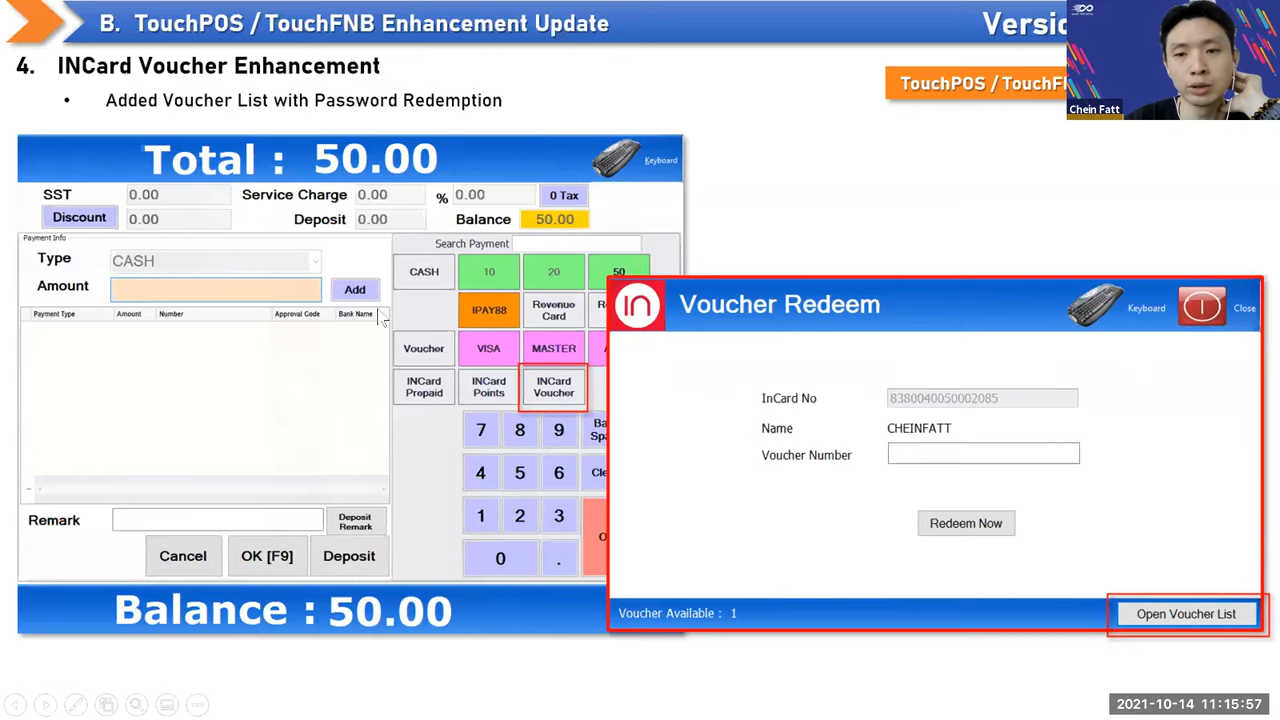 B. TouchPOS / TouchFNB Enhancement Update
Versio
4. INCard Voucher Enhancement
• Added Voucher List with Password Redemption
TouchPOS / TouchFN
Chein Fatt
Total : 50.00
Keyboard
SST 0.00 Service Charge 0.00 % 0.00 0 Tax
Discount 0.00 Deposit 0.00 Balance 50.00
Payment Info
Search Payment
Type CASH
Amount Add
Payment Type Amount Number Approval Code Bank Name
CASH 10 20 50
IPAY88 Revenue Card
Voucher VISA MASTER
INCard Prepaid INCard Points INCard Voucher
7 8 9
4 5 6
1 2 3
0 .
Remark Deposit Remark
Cancel OK [F9] Deposit
Balance : 50.00
in Voucher Redeem Keyboard Close
InCard No 8380040050002085
Name CHEINFATT
Voucher Number
Redeem Now
Voucher Available : 1
Open Voucher List
2021-10-14 11:15:57